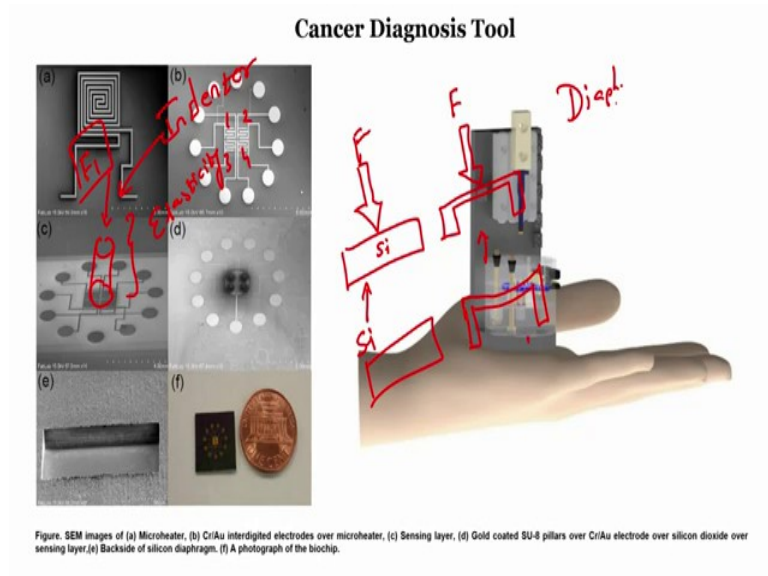 Cancer Diagnosis Tool
(a)
(b)
Indentor
F1
1 2
3 4
Elasticity
F
F
Diaph.
(c)
(d)
Si
Si
(e)
(f)
Figure. SEM images of (a) Microheater, (b) Cr/Au interdigited electrodes over microheater, (c) Sensing layer, (d) Gold coated SU-8 pillars over Cr/Au electrode over silicon dioxide over
sensing layer,(e) Backside of silicon diaphragm. (f) A photograph of the biochip.